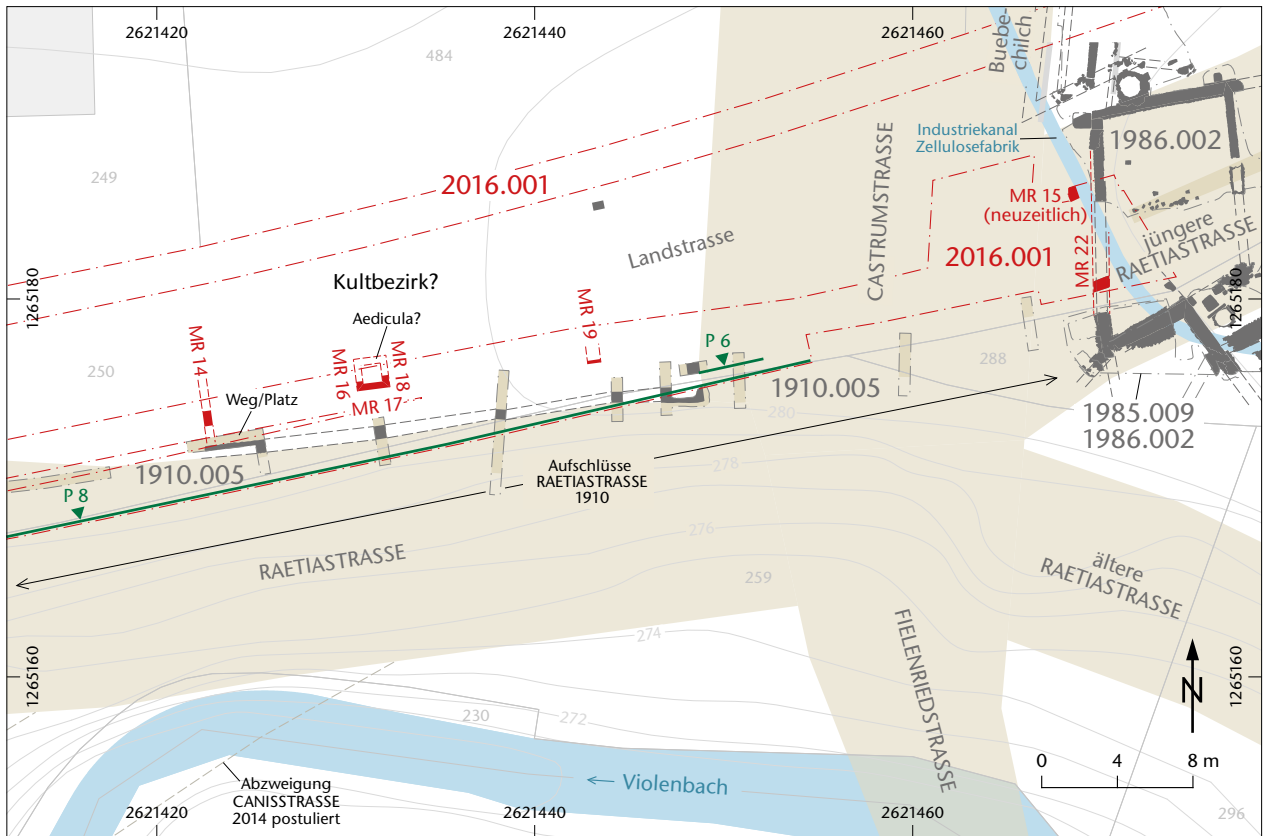 2621420
2621440
2621460
484
Buebe-
chilch
Industriekanal
Zellulosefabrik
1986.002
CASTRUMSTRASSE
249
2016.001
MR 15
(neuzeitlich)
Landstrasse
jüngere
RAETIASTRASSE
2016.001
MR 22
1265180
1265180
Kultbezirk?
Aedicula?
MR 19
P 6
MR 14
MR 16
MR 18
MR 17
288
250
Weg/Platz
1910.005
280
1985.009
1986.002
1910.005
278
Aufschlüsse
RAETIASTRASSE
1910
P 8
276
RAETIASTRASSE
259
ältere
RAETIASTRASSE
274
FIELENRIEDSTRASSE
1265160
1265160
N
230
272
0 4 8 m
Violenbach
Abzweigung
CANISSTRASSE
2014 postuliert
2621420
2621440
2621460
296